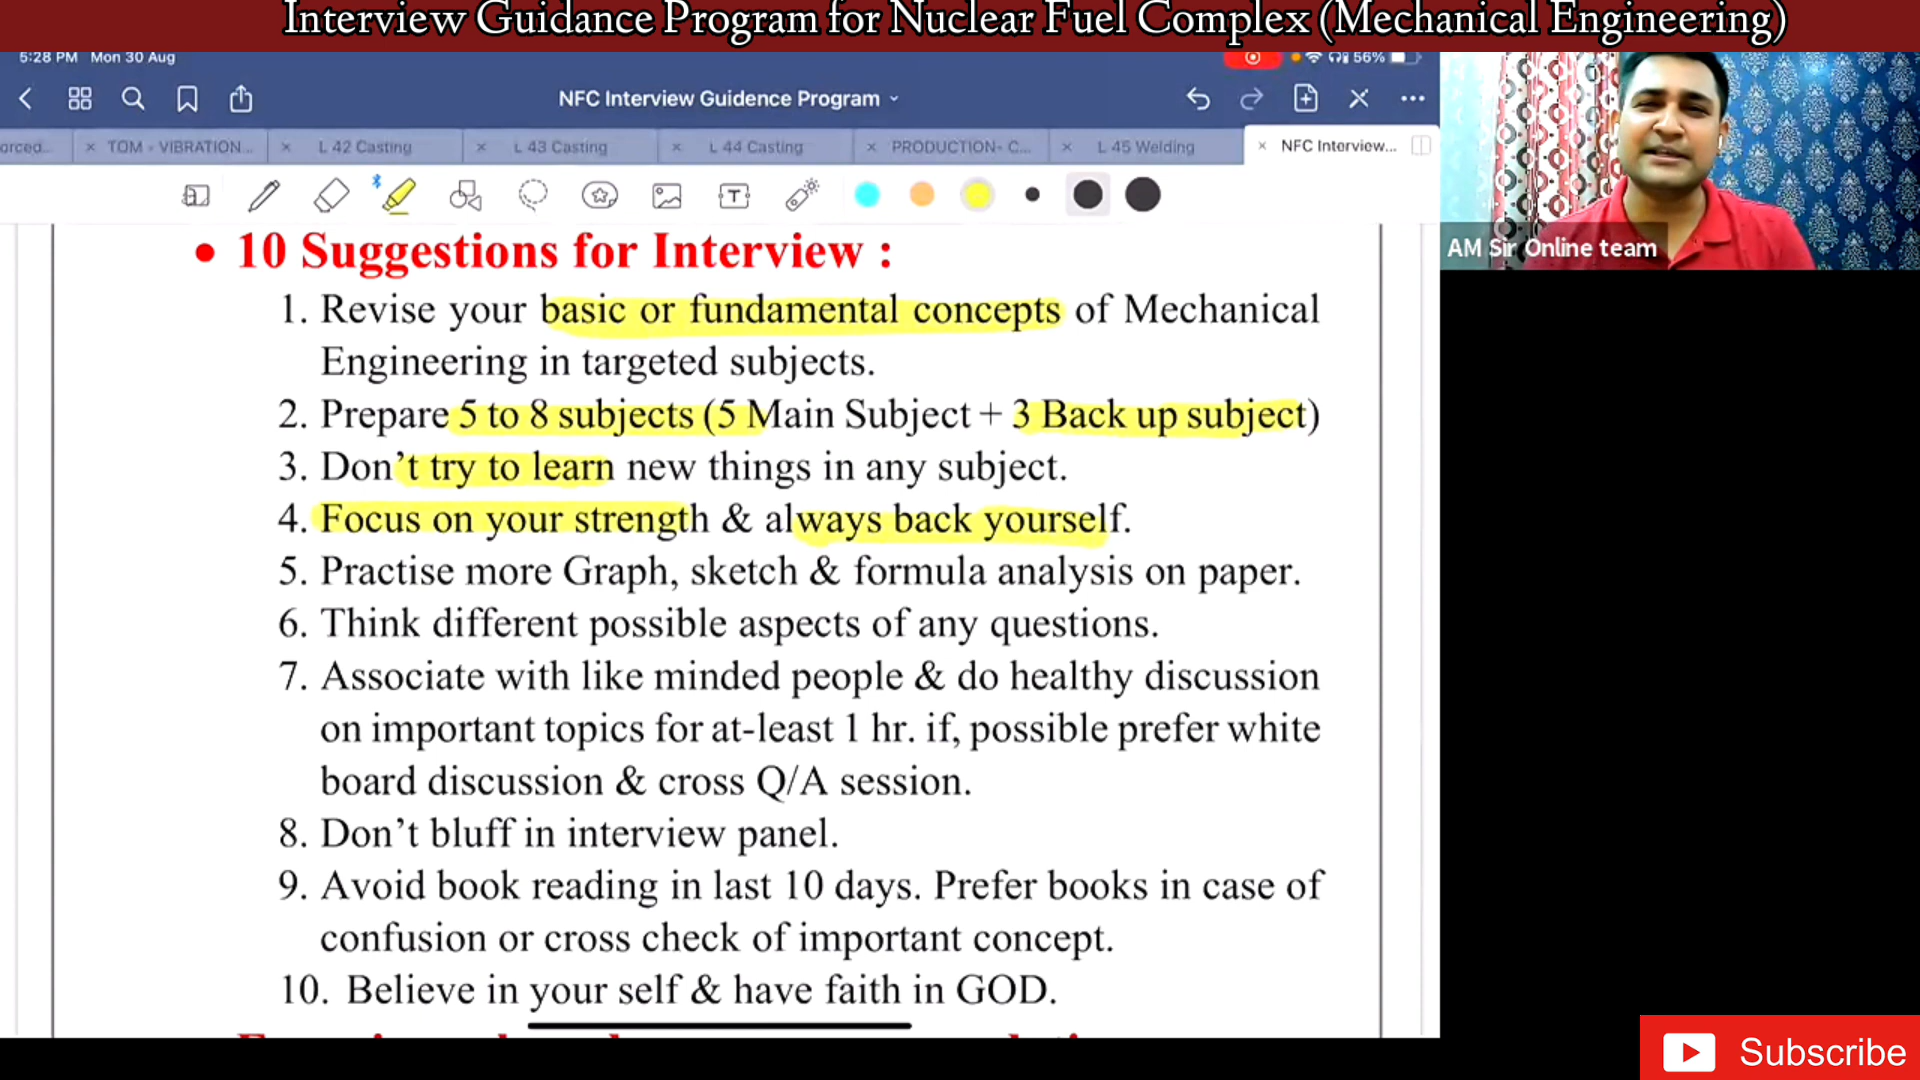 Interview Guidance Program for Nuclear Fuel Complex (Mechanical Engineering)
5:28 PM Mon 30 Aug
56%
NFC Interview Guidence Program
orced...
TOM - VIBRATION...
L 42 Casting
L 43 Casting
L 44 Casting
PRODUCTION- C...
L 45 Welding
NFC Interview...
AM Sir Online team
• 10 Suggestions for Interview :
1. Revise your basic or fundamental concepts of Mechanical
Engineering in targeted subjects.
2. Prepare 5 to 8 subjects (5 Main Subject + 3 Back up subject)
3. Don’t try to learn new things in any subject.
4. Focus on your strength & always back yourself.
5. Practise more Graph, sketch & formula analysis on paper.
6. Think different possible aspects of any questions.
7. Associate with like minded people & do healthy discussion
on important topics for at-least 1 hr. if, possible prefer white
board discussion & cross Q/A session.
8. Don’t bluff in interview panel.
9. Avoid book reading in last 10 days. Prefer books in case of
confusion or cross check of important concept.
10. Believe in your self & have faith in GOD.
Subscribe